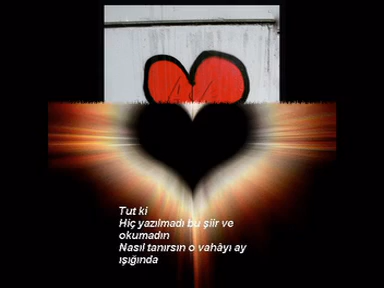 Tut ki
Hiç yazılmadı bu şiir ve
okumadın
Nasıl tanırsın o vahâyı ay
ışığında